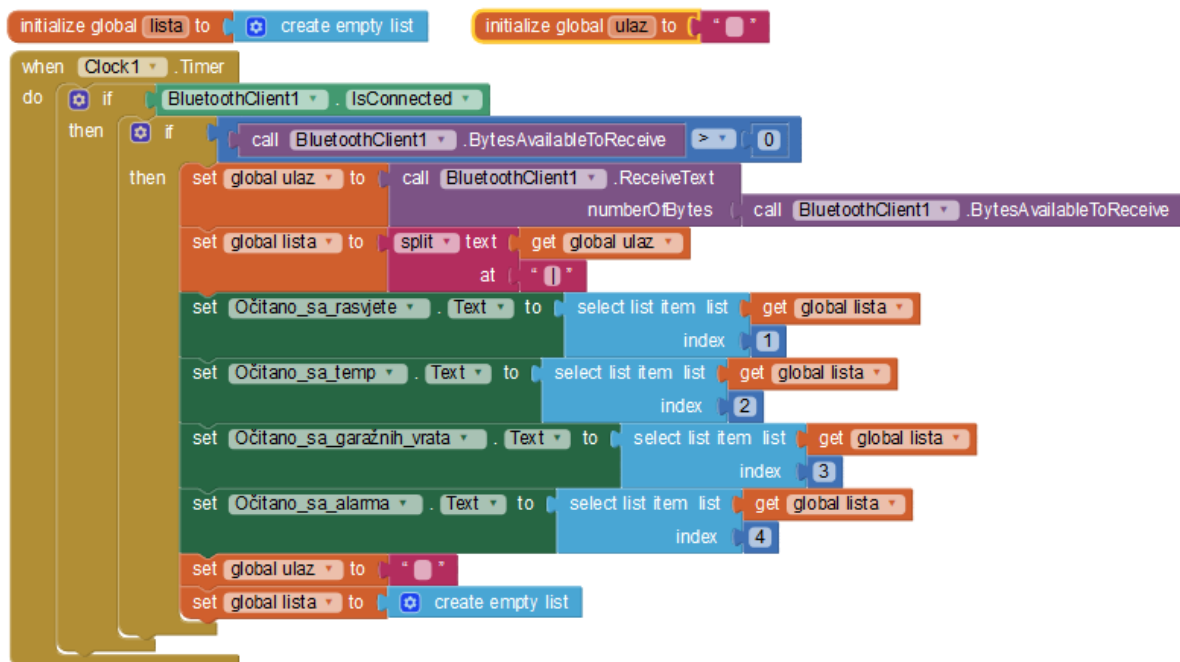 initialize global lista to create empty list
initialize global ulaz to " "
when Clock1 .Timer
do if BluetoothClient1 . IsConnected
then if call BluetoothClient1 .BytesAvailableToReceive > 0
then set global ulaz to call BluetoothClient1 .ReceiveText
numberOfBytes call BluetoothClient1 .BytesAvailableToReceive
set global lista to split text get global ulaz
at "|"
set Očitano_sa_rasvjete . Text to select list item list get global lista
index 1
set Očitano_sa_temp . Text to select list item list get global lista
index 2
set Očitano_sa_garažnih_vrata . Text to select list item list get global lista
index 3
set Očitano_sa_alarma . Text to select list item list get global lista
index 4
set global ulaz to " "
set global lista to create empty list